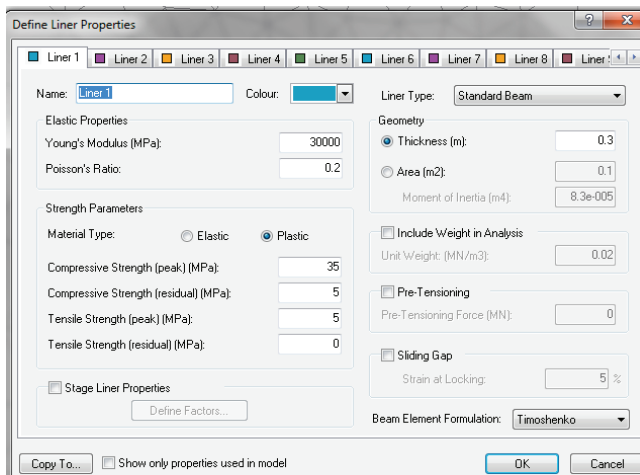 Define Liner Properties
Liner 1 Liner 2 Liner 3 Liner 4 Liner 5 Liner 6 Liner 7 Liner 8 Liner
Name: Liner 1 Colour:
Liner Type: Standard Beam
Elastic Properties
Young's Modulus (MPa): 30000
Poisson's Ratio: 0.2
Geometry
Thickness (m): 0.3
Area (m2): 0.1
Moment of Inertia (m4): 8.3e-005
Strength Parameters
Material Type: Elastic Plastic
Compressive Strength (peak) (MPa): 35
Compressive Strength (residual) (MPa): 5
Tensile Strength (peak) (MPa): 5
Tensile Strength (residual) (MPa): 0
Include Weight in Analysis
Unit Weight: (MN/m3): 0.02
Pre-Tensioning
Pre-Tensioning Force (MN): 0
Sliding Gap
Strain at Locking: 5 %
Stage Liner Properties
Define Factors...
Beam Element Formulation: Timoshenko
Copy To... Show only properties used in model OK Cancel